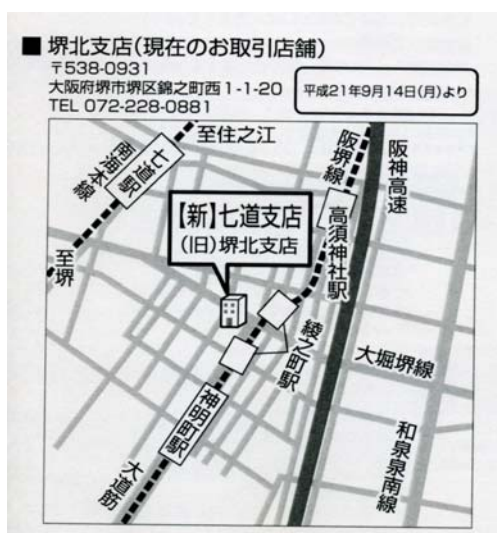 ■ 堺北支店(現在のお取引店舗)
〒538-0931
大阪府堺市堺区錦之町西1-1-20
TEL 072-228-0881
平成21年9月14日(月)より
至住之江
七道駅
南海本線
至堺
【新】七道支店
(旧)堺北支店
阪堺線
高須神社駅
阪神高速
綾之町駅
大堀堺線
神明町駅
大道筋
和泉泉南線